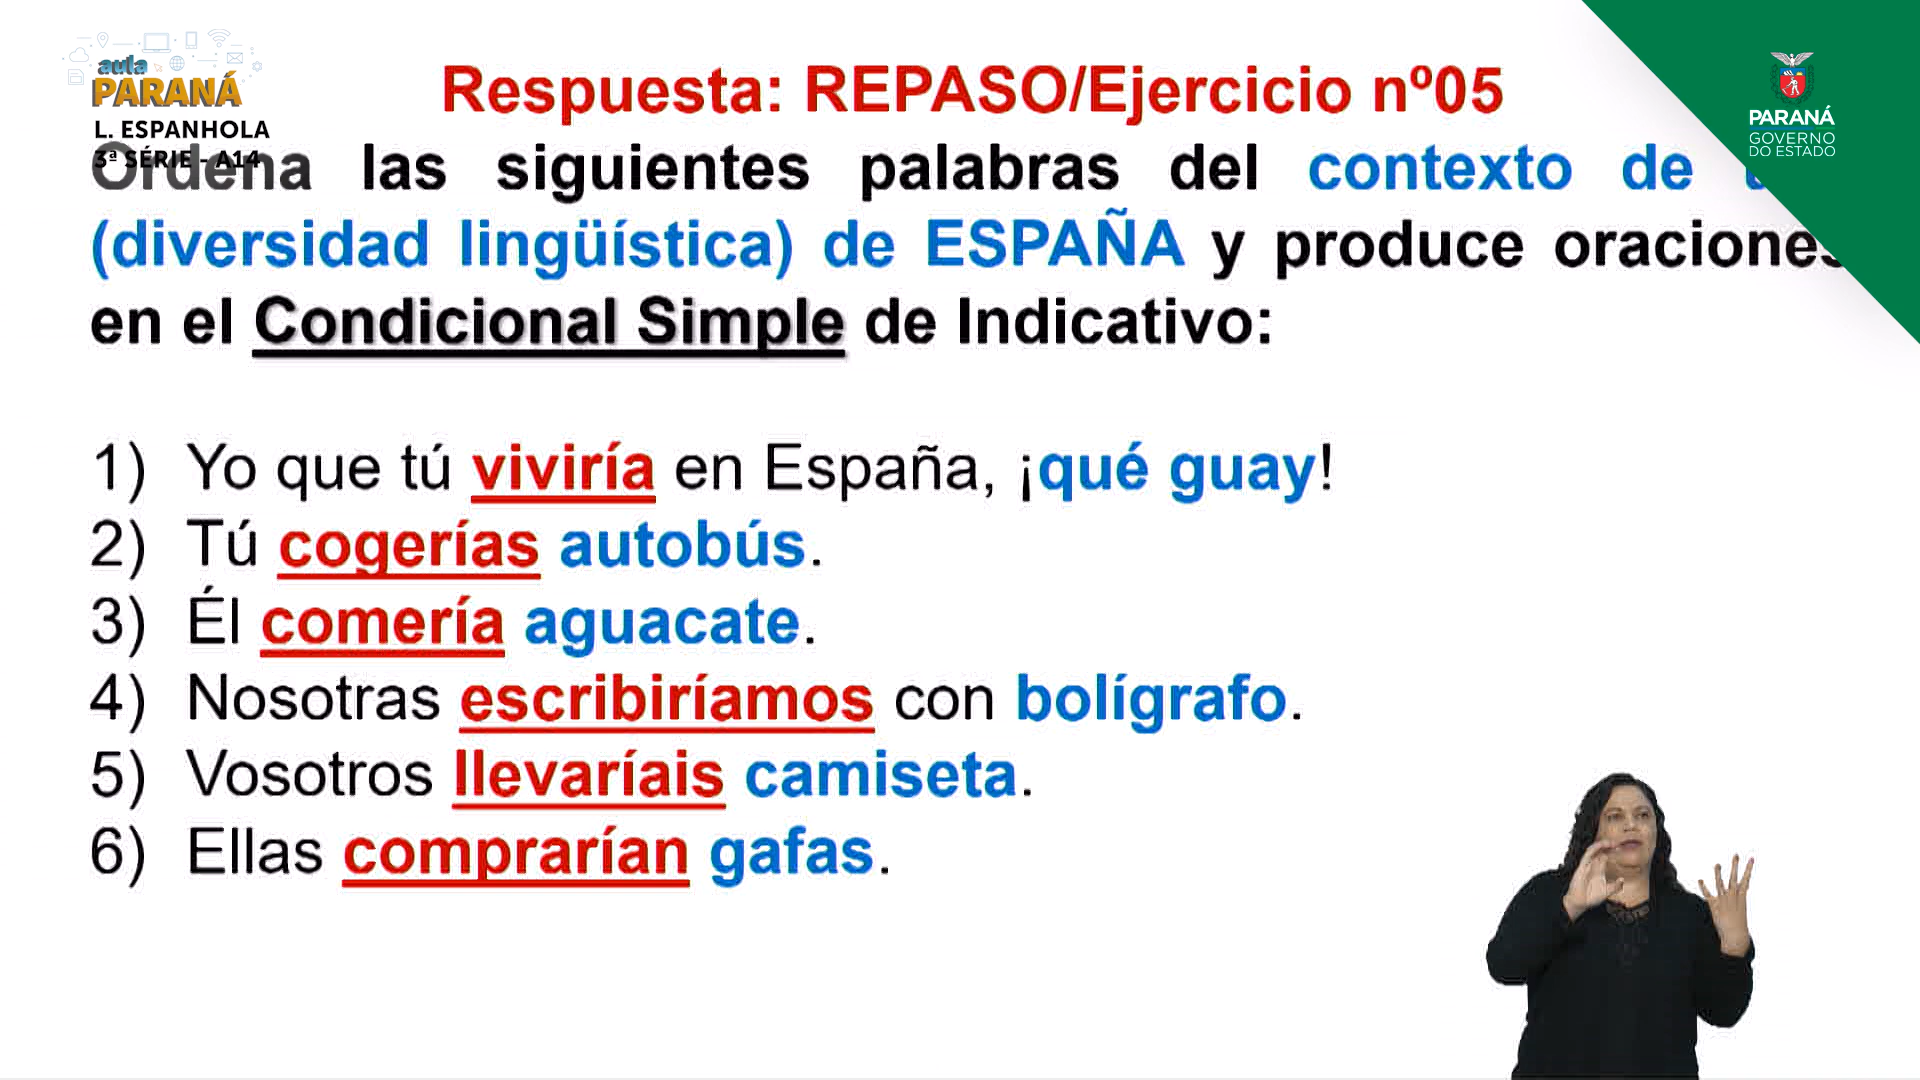 aula
PARANÁ
L. ESPANHOLA
3ª SÉRIE - A14
PARANÁ
GOVERNO
DO ESTADO
Respuesta: REPASO/Ejercicio nº05
Ordena las siguientes palabras del contexto de
(diversidad lingüística) de ESPAÑA y produce oraciones
en el Condicional Simple de Indicativo:
1) Yo que tú viviría en España, ¡qué guay!
2) Tú cogerías autobús.
3) Él comería aguacate.
4) Nosotras escribiríamos con bolígrafo.
5) Vosotros llevaríais camiseta.
6) Ellas comprarían gafas.